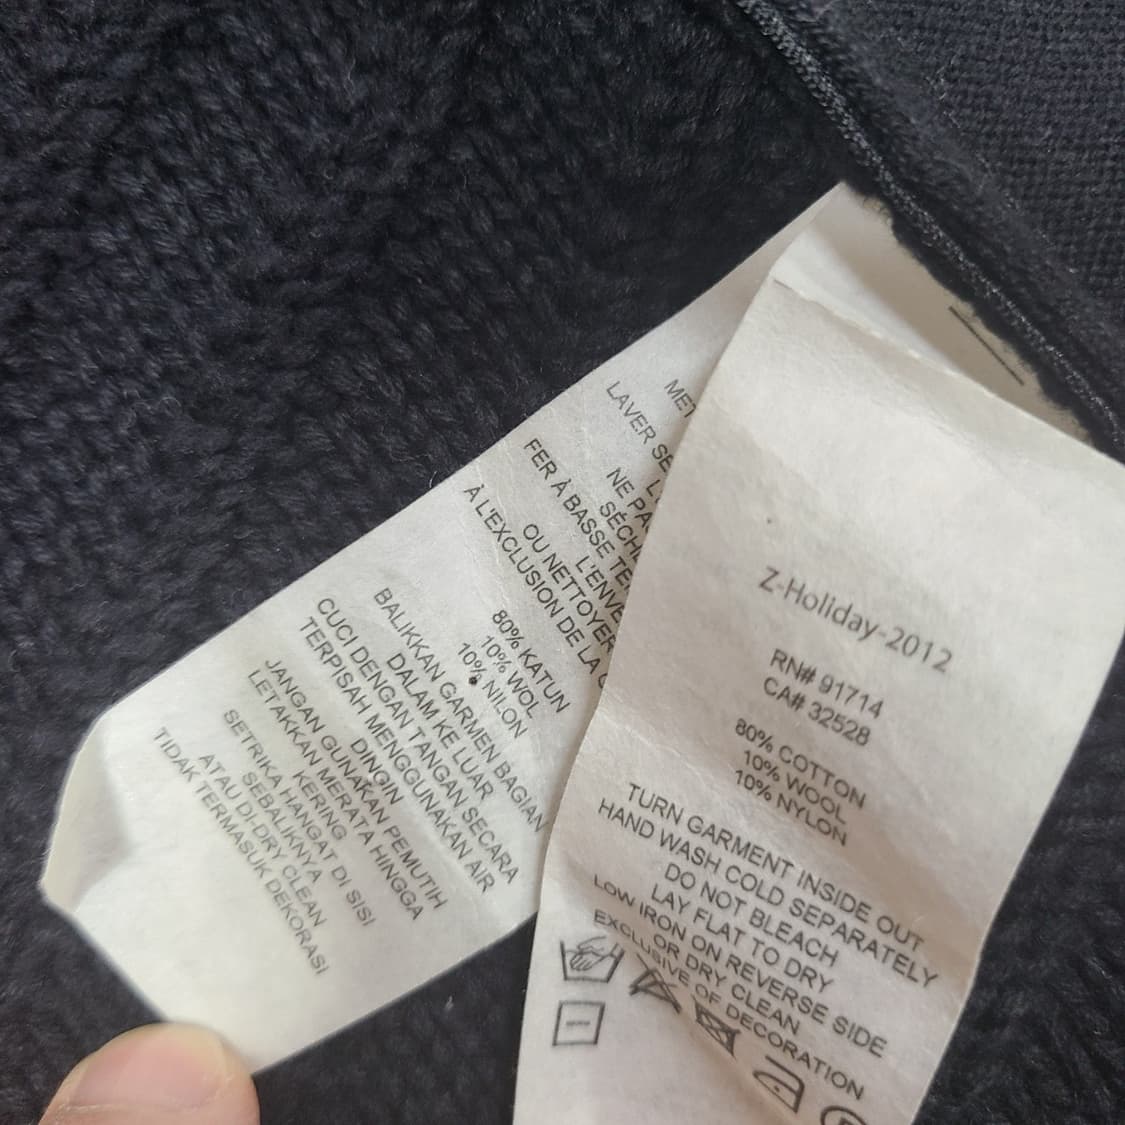 MET
LAVER SÉ
L'
NE PA
SÉCHE
FER À BASSE TE
L'ENVE
OU NETTOYER
À L'EXCLUSION DE LA
80% KATUN
10% WOL
10% NILON
BALIKKAN GARMEN BAGIAN
DALAM KE LUAR
CUCI DENGAN TANGAN SECARA
TERPISAH MENGGUNAKAN AIR
DINGIN
JANGAN GUNAKAN PEMUTIH
LETAKKAN MERATA HINGGA
KERING
SETRIKA HANGAT DI SISI
SEBALIKNYA
ATAU DI-DRY CLEAN
TIDAK TERMASUK DEKORASI
Z-Holiday-2012
RN# 91714
CA# 32528
80% COTTON
10% WOOL
10% NYLON
TURN GARMENT INSIDE OUT
HAND WASH COLD SEPARATELY
DO NOT BLEACH
LAY FLAT TO DRY
LOW IRON ON REVERSE SIDE
OR DRY CLEAN
EXCLUSIVE OF DECORATION